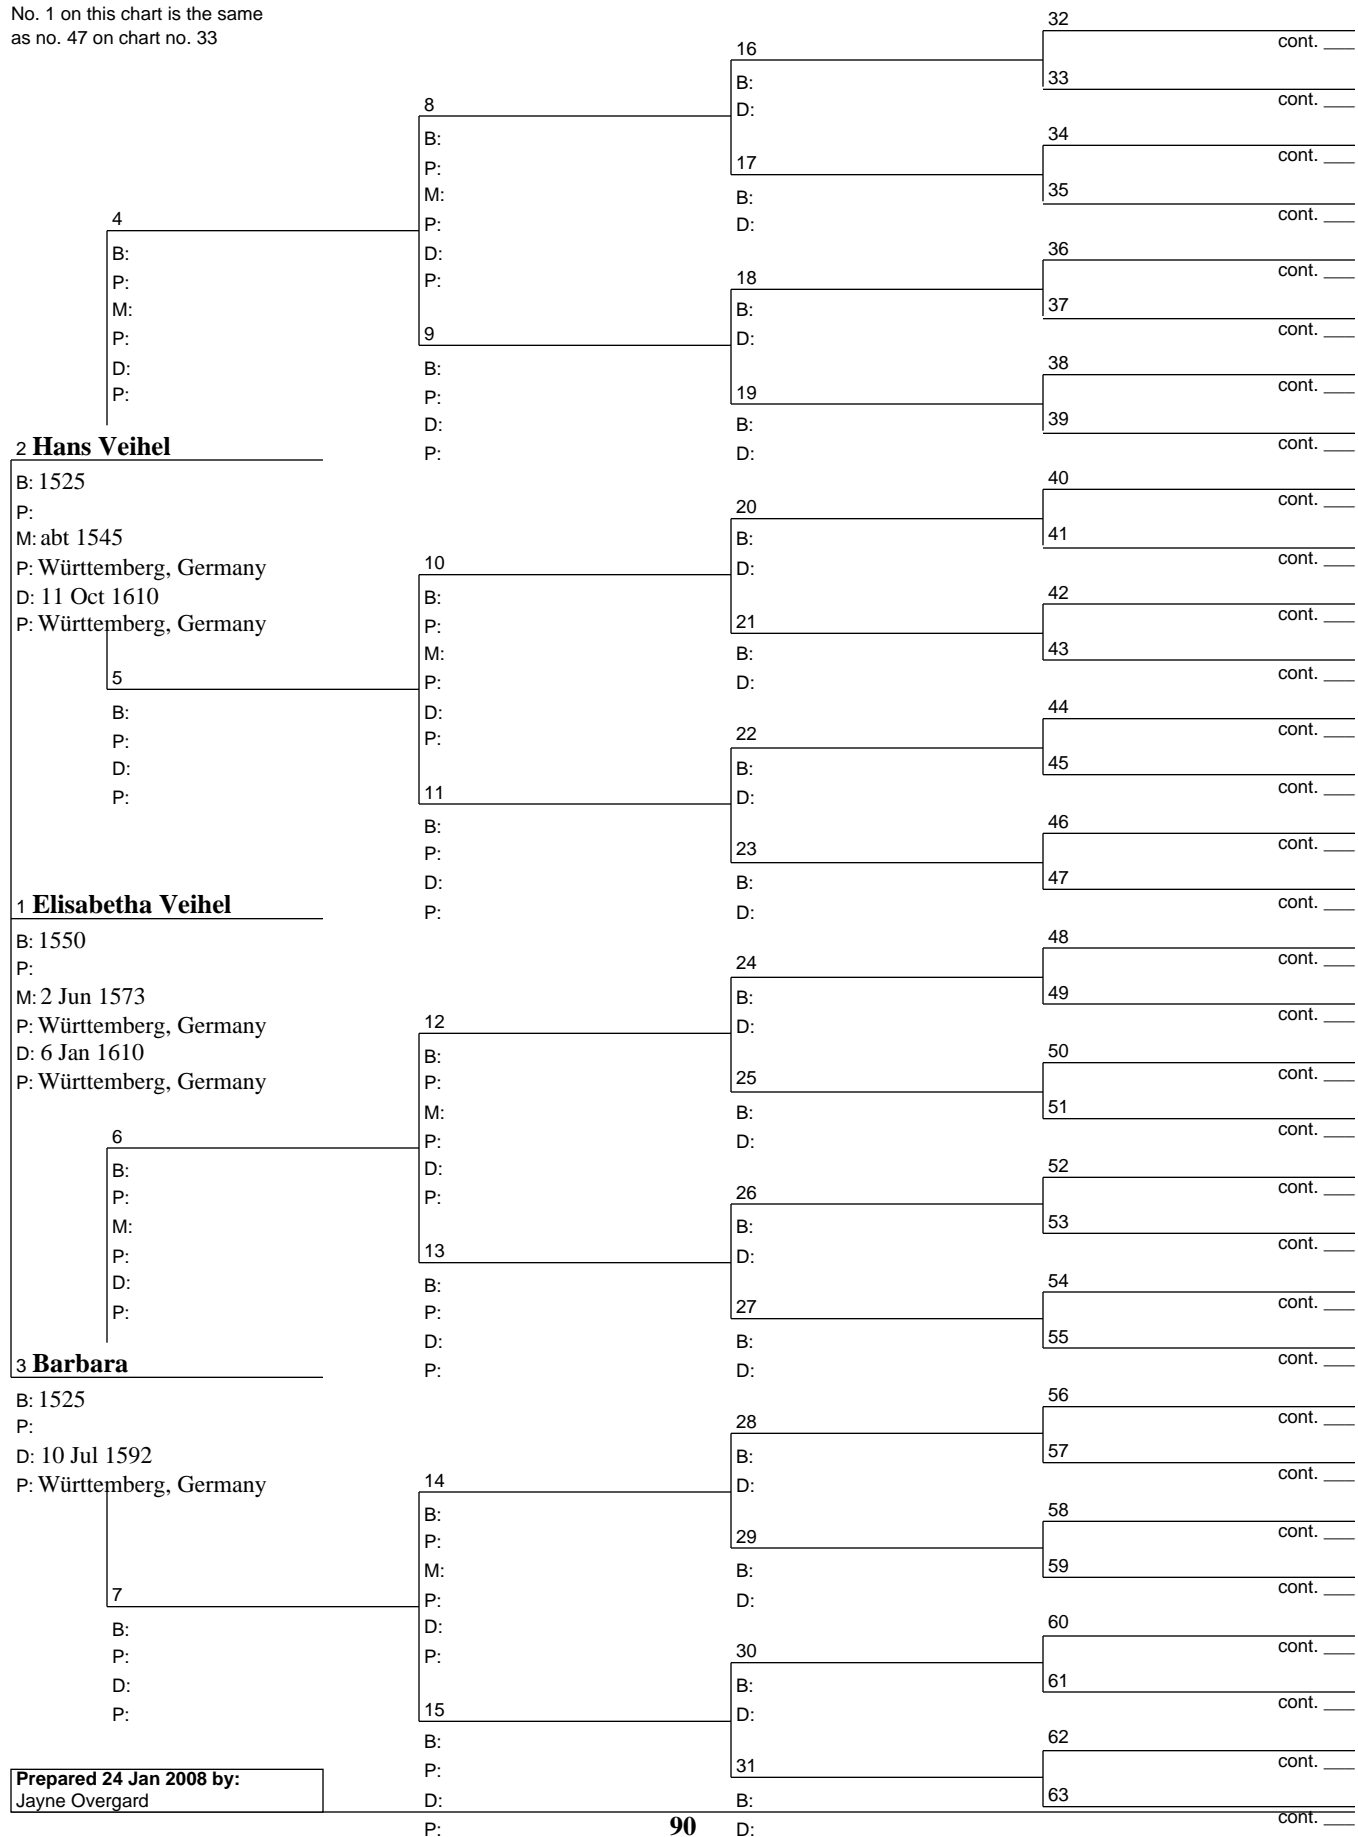 No. 1 on this chart is the same
as no. 47 on chart no. 33
4
B:
P:
M:
P:
D:
P:
2 Hans Veihel
B: 1525
P:
M: abt 1545
P: Württemberg, Germany
D: 11 Oct 1610
P: Württemberg, Germany
5
B:
P:
D:
P:
1 Elisabetha Veihel
B: 1550
P:
M: 2 Jun 1573
P: Württemberg, Germany
D: 6 Jan 1610
P: Württemberg, Germany
6
B:
P:
M:
P:
D:
P:
3 Barbara
B: 1525
P:
D: 10 Jul 1592
P: Württemberg, Germany
7
B:
P:
D:
P:
Prepared 24 Jan 2008 by:
Jayne Overgard
8
B:
P:
M:
P:
D:
P:
9
B:
P:
D:
P:
10
B:
P:
M:
P:
D:
P:
11
B:
P:
D:
P:
12
B:
P:
M:
P:
D:
P:
13
B:
P:
D:
P:
14
B:
P:
M:
P:
D:
P:
15
B:
P:
D:
P:
16
B:
D:
17
B:
D:
18
B:
D:
19
B:
D:
20
B:
D:
21
B:
D:
22
B:
D:
23
B:
D:
24
B:
D:
25
B:
D:
26
B:
D:
27
B:
D:
28
B:
D:
29
B:
D:
30
B:
D:
31
B:
D:
32
cont. ___
33
cont. ___
34
cont. ___
35
cont. ___
36
cont. ___
37
cont. ___
38
cont. ___
39
cont. ___
40
cont. ___
41
cont. ___
42
cont. ___
43
cont. ___
44
cont. ___
45
cont. ___
46
cont. ___
47
cont. ___
48
cont. ___
49
cont. ___
50
cont. ___
51
cont. ___
52
cont. ___
53
cont. ___
54
cont. ___
55
cont. ___
56
cont. ___
57
cont. ___
58
cont. ___
59
cont. ___
60
cont. ___
61
cont. ___
62
cont. ___
63
cont. ___
90